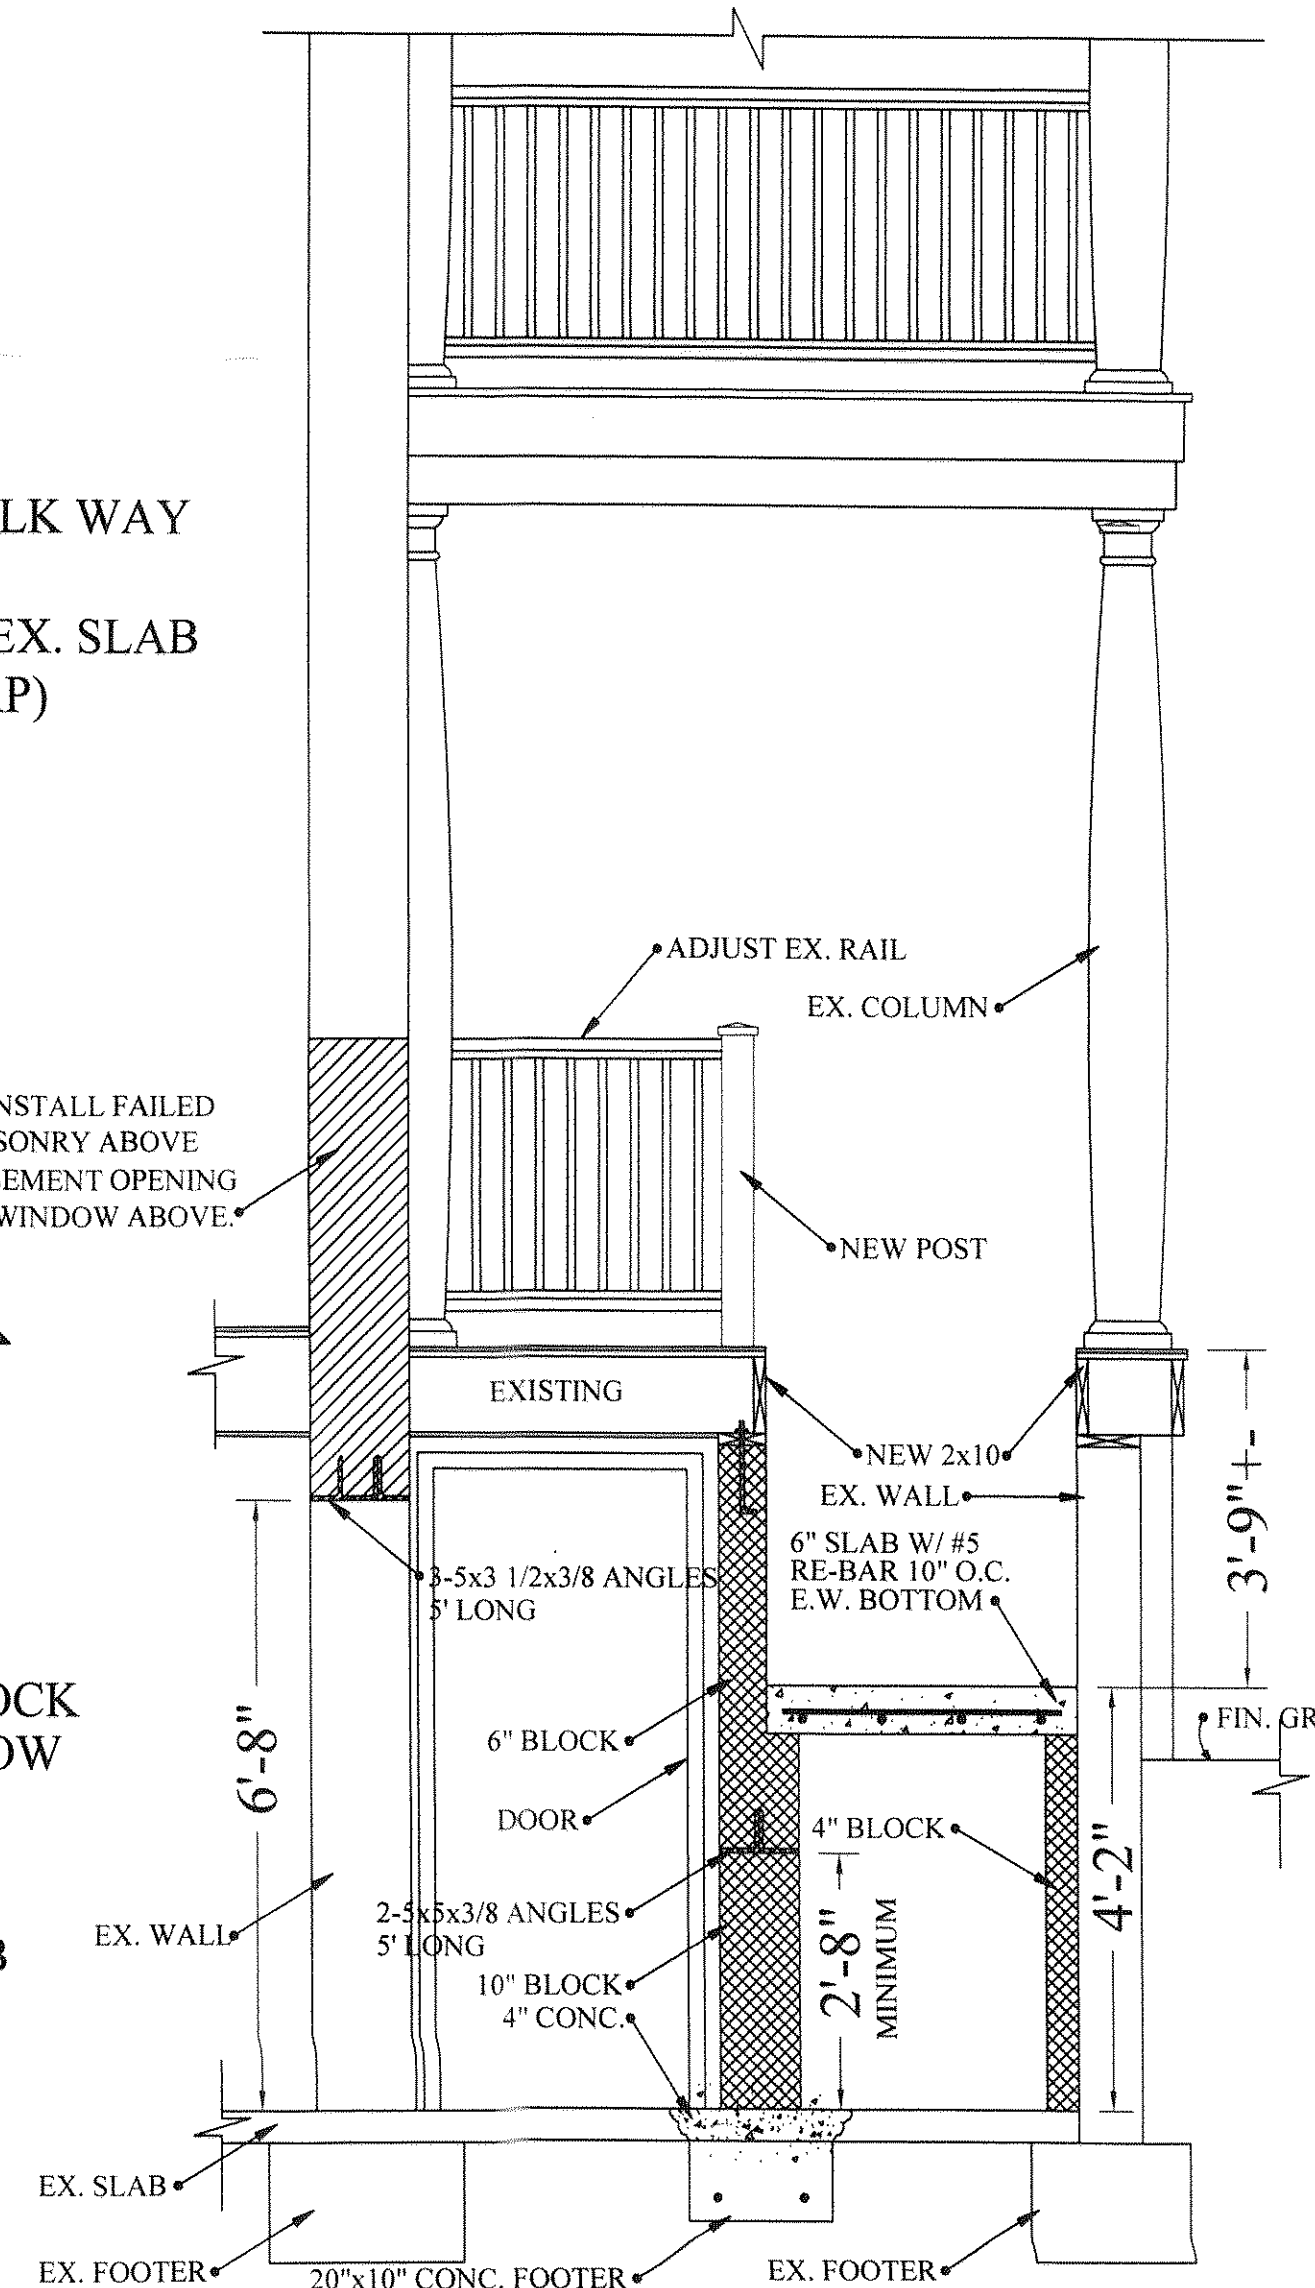 LK WAY
EX. SLAB
AP)
ADJUST EX. RAIL
EX. COLUMN
NSTALL FAILED
SONRY ABOVE
SEMENT OPENING
WINDOW ABOVE.
NEW POST
EXISTING
NEW 2x10
EX. WALL
3'-9"+-
6" SLAB W/ #5
RE-BAR 10" O.C.
E.W. BOTTOM
3-5x3 1/2x3/8 ANGLES
5' LONG
OCK
OW
6'-8"
6" BLOCK
FIN. GR
DOOR
4" BLOCK
4'-2"
2-5x5x3/8 ANGLES
5' LONG
EX. WALL
2'-8"
MINIMUM
10" BLOCK
4" CONC.
EX. SLAB
EX. FOOTER
20"x10" CONC. FOOTER
EX. FOOTER